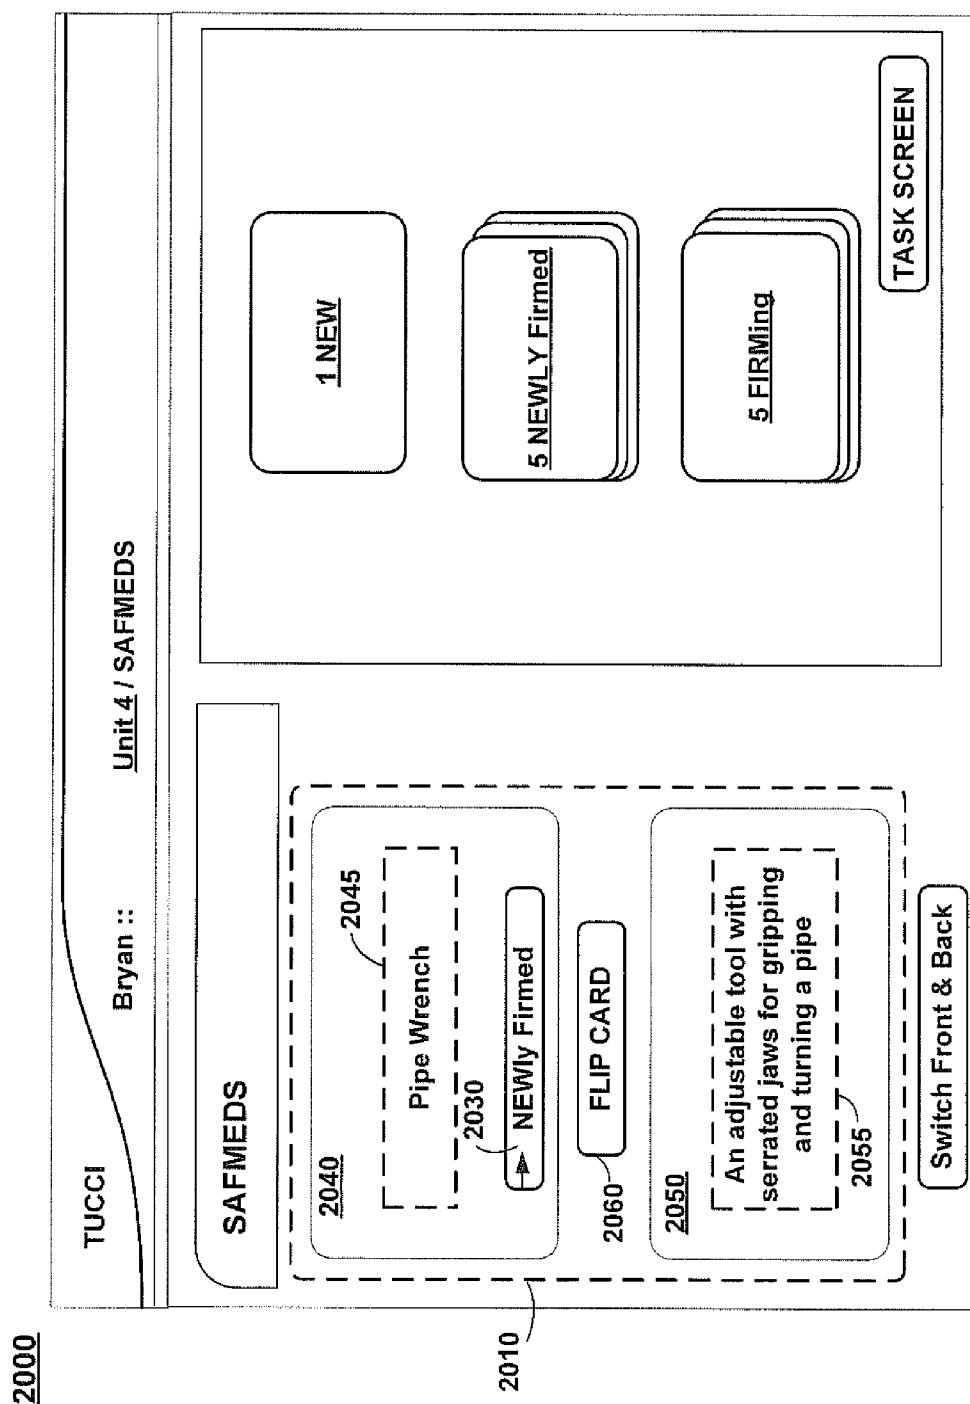 2000
TUCCI
Bryan ::
Unit 4 / SAFMEDS
SAFMEDS
2010
2040
2045
Pipe Wrench
2030
NEWly Firmed
2060
FLIP CARD
2050
An adjustable tool with
serrated jaws for gripping
and turning a pipe
2055
Switch Front & Back
1 NEW
5 NEWLY Firmed
5 FIRMing
TASK SCREEN